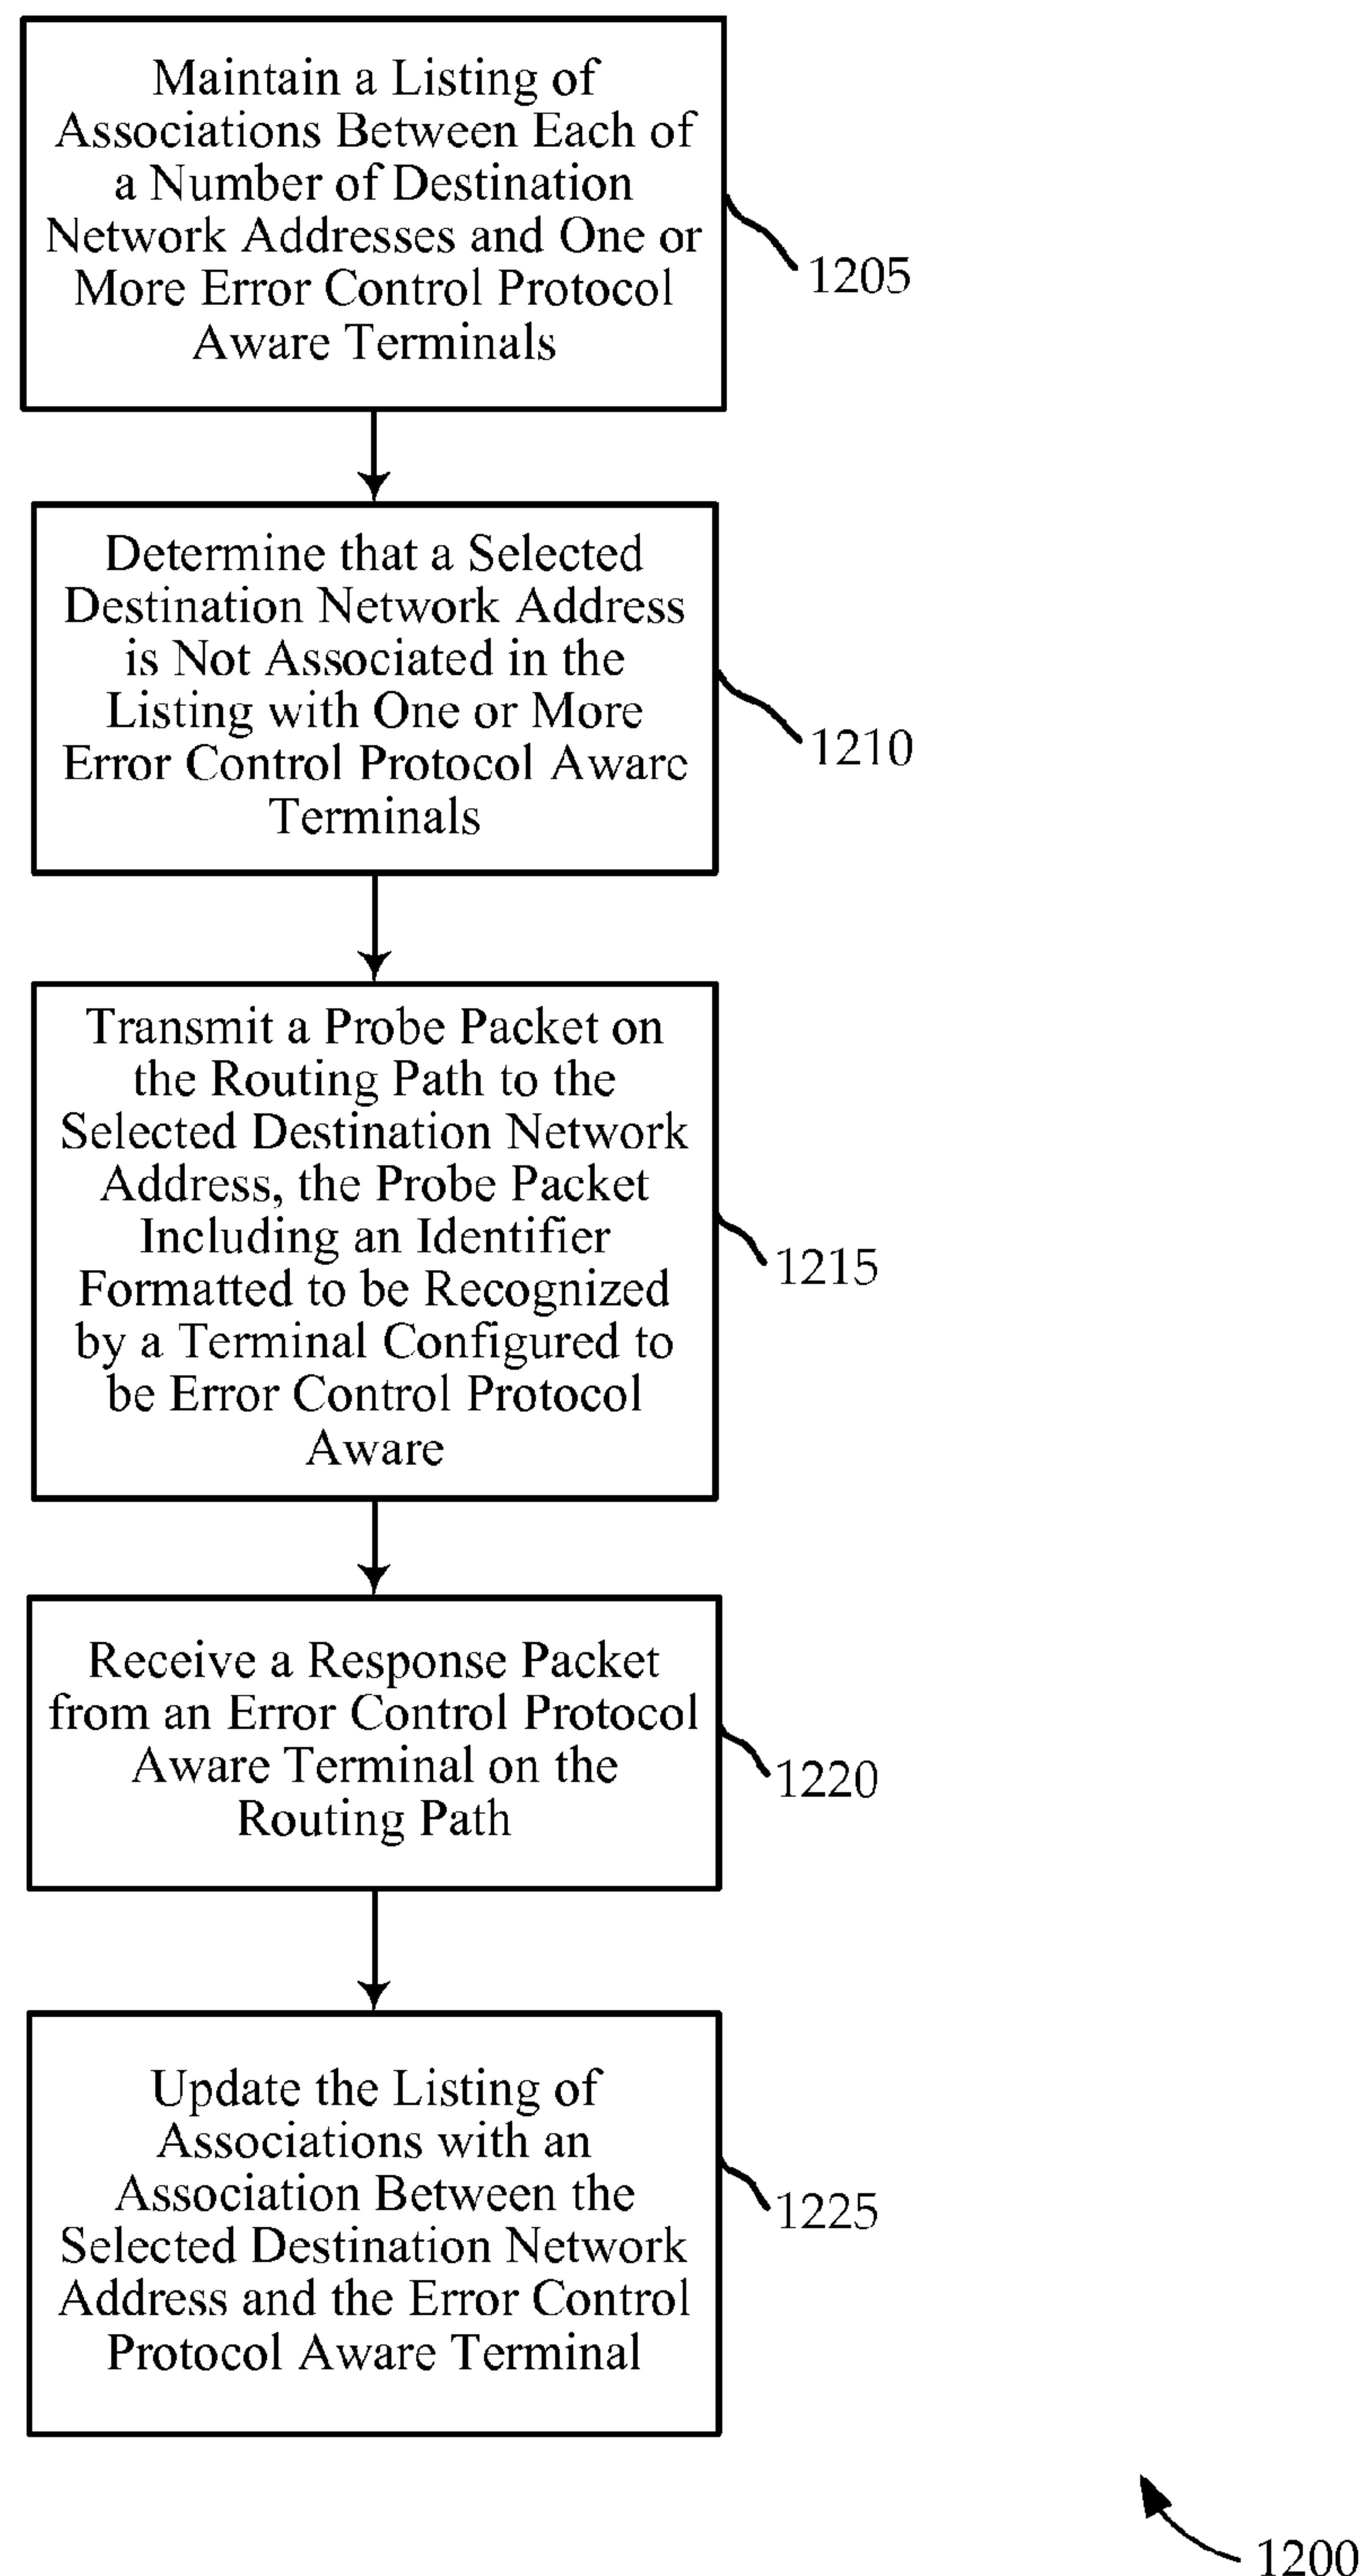 Maintain a Listing of
Associations Between Each of
a Number of Destination
Network Addresses and One or
More Error Control Protocol
Aware Terminals
1205
Determine that a Selected
Destination Network Address
is Not Associated in the
Listing with One or More
Error Control Protocol Aware
Terminals
1210
Transmit a Probe Packet on
the Routing Path to the
Selected Destination Network
Address, the Probe Packet
Including an Identifier
Formatted to be Recognized
by a Terminal Configured to
be Error Control Protocol
Aware
1215
Receive a Response Packet
from an Error Control Protocol
Aware Terminal on the
Routing Path
1220
Update the Listing of
Associations with an
Association Between the
Selected Destination Network
Address and the Error Control
Protocol Aware Terminal
1225
1200